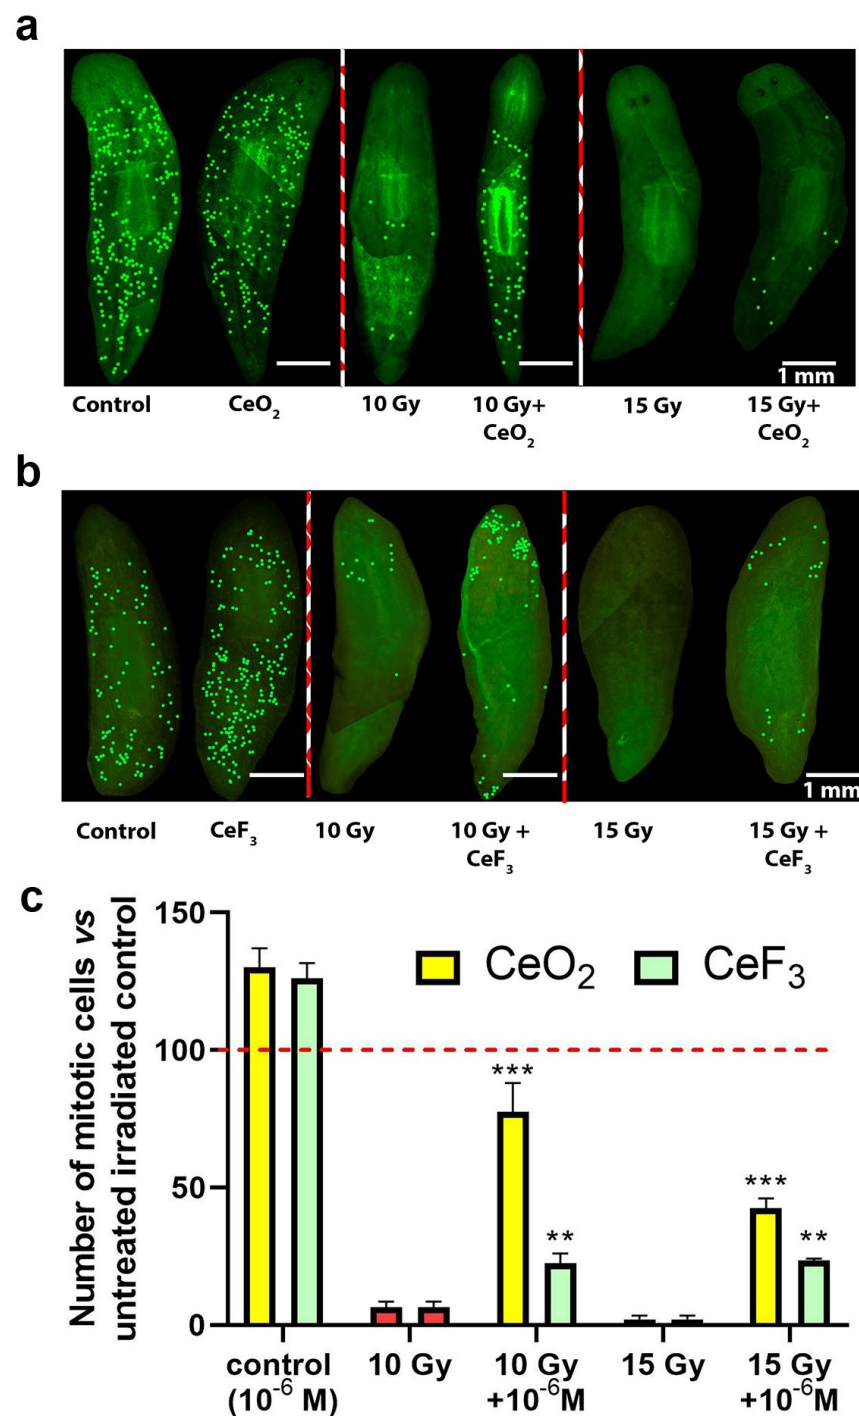 a
1 mm
Control CeO2 10 Gy 10 Gy+ 15 Gy 15 Gy+
CeO2 CeO2
b
1 mm
Control CeF3 10 Gy 10 Gy + 15 Gy 15 Gy +
CeF3 CeF3
c
Number of mitotic cells vs
untreated irradiated control
150
100
50
0
CeO2 CeF3
***
**
***
**
control 10 Gy 10 Gy 15 Gy 15 Gy
(10-6 M) +10-6M +10-6M